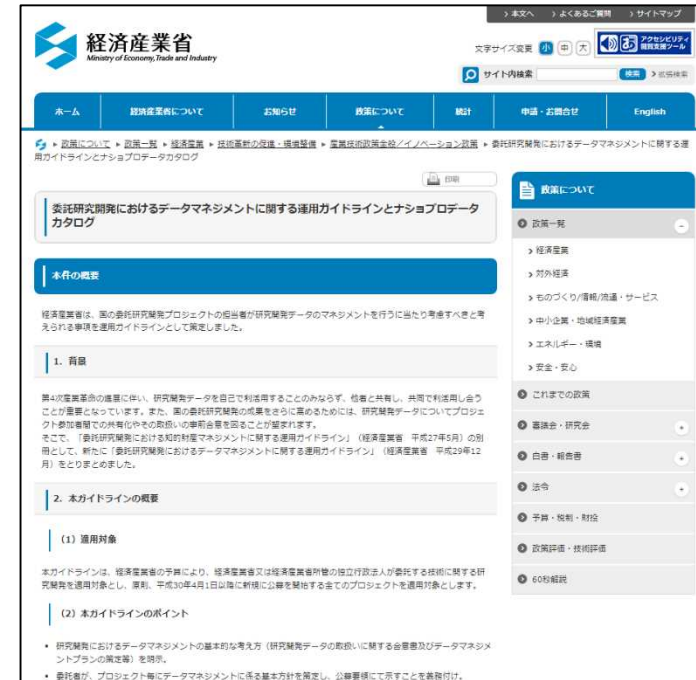 › 本文へ › よくあるご質問 › サイトマップ
経済産業省
Ministry of Economy, Trade and Industry
文字サイズ変更 小 中 大 アクセシビリティ
閲覧支援ツール
サイト内検索 検索 › 拡張検索
ホーム 経済産業省について お知らせ 政策について 統計 申請・お問合せ English
▸ 政策について ▸ 政策一覧 ▸ 経済産業 ▸ 技術革新の促進・環境整備 ▸ 産業技術政策全般/イノベーション政策 ▸ 委託研究開発におけるデータマネジメントに関する運
用ガイドラインとナショプロデータカタログ
印刷
委託研究開発におけるデータマネジメントに関する運用ガイドラインとナショプロデータ
カタログ
本件の概要
経済産業省は、国の委託研究開発プロジェクトの担当者が研究開発データのマネジメントを行うに当たり考慮すべきと考
えられる事項を運用ガイドラインとして策定しました。
1. 背景
第4次産業革命の進展に伴い、研究開発データを自己で利活用することのみならず、他者と共有し、共同で利活用し合う
ことが重要となっています。また、国の委託研究開発の成果をさらに高めるためには、研究開発データについてプロジェ
クト参加者間での共有化やその取扱いの事前合意を図ることが望まれます。
そこで、「委託研究開発における知的財産マネジメントに関する運用ガイドライン」（経済産業省 平成27年5月）の別
冊として、新たに「委託研究開発におけるデータマネジメントに関する運用ガイドライン」（経済産業省 平成29年12
月）をとりまとめました。
2. 本ガイドラインの概要
(1) 適用対象
本ガイドラインは、経済産業省の予算により、経済産業省又は経済産業省所管の独立行政法人が委託する技術に関する研
究開発を適用対象とし、原則、平成30年4月1日以降に新規に公募を開始する全てのプロジェクトを適用対象とします。
(2) 本ガイドラインのポイント
• 研究開発におけるデータマネジメントの基本的な考え方（研究開発データの取扱いに関する合意書及びデータマネジメ
ントプランの策定等）を明示。
• 委託者が、プロジェクト毎にデータマネジメントに係る基本方針を策定し、公募要領にて示すことを義務付け。
政策について
政策一覧
› 経済産業
› 対外経済
› ものづくり/情報/流通・サービス
› 中小企業・地域経済産業
› エネルギー・環境
› 安全・安心
これまでの政策
審議会・研究会
白書・報告書
法令
予算・税制・財投
政策評価・技術評価
60秒解説